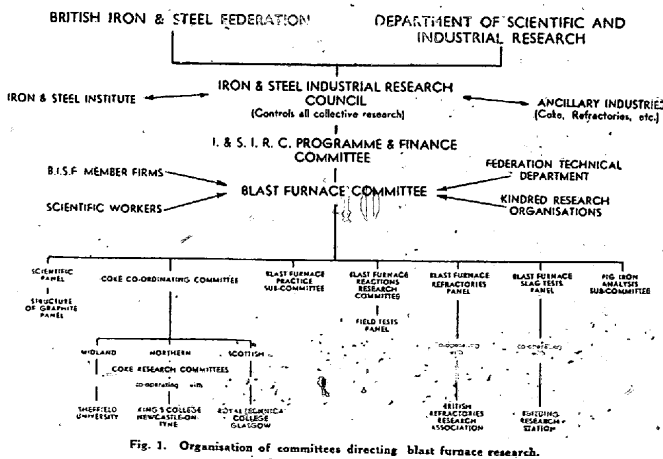 BRITISH IRON & STEEL FEDERATION
DEPARTMENT OF SCIENTIFIC AND
INDUSTRIAL RESEARCH
IRON & STEEL INSTITUTE
IRON & STEEL INDUSTRIAL RESEARCH
COUNCIL
(Controls all collective research)
ANCILLARY INDUSTRIES
(Coke, Refractories, etc.)
I. & S. I. R. C. PROGRAMME & FINANCE
COMMITTEE
B.I.S.F MEMBER FIRMS
SCIENTIFIC WORKERS
BLAST FURNACE COMMITTEE
FEDERATION TECHNICAL
DEPARTMENT
KINDRED RESEARCH
ORGANISATIONS
SCIENTIFIC
PANEL
STRUCTURE
OF GRAPHITE
PANEL
COKE CO-ORDINATING COMMITTEE
BLAST FURNACE
PRACTICE
SUB-COMMITTEE
BLAST FURNACE
REACTIONS
RESEARCH
COMMITTEE
FIELD TESTS
PANEL
BLAST FURNACE
REFRACTORIES
PANEL
BLAST FURNACE
SLAG TESTS
PANEL
PIG IRON
ANALYSIS
SUB-COMMITTEE
MIDLAND
NORTHERN
SCOTTISH
COKE RESEARCH COMMITTEES
co-operating with
SHEFFIELD
UNIVERSITY
KING'S COLLEGE
NEWCASTLE-ON-
TYNE
ROYAL TECHNICAL
COLLEGE
GLASGOW
co-operating
with
BRITISH
REFRACTORIES
RESEARCH
ASSOCIATION
co-operating
with
BUILDING
RESEARCH
STATION
Fig. 1. Organisation of committees directing blast furnace research.